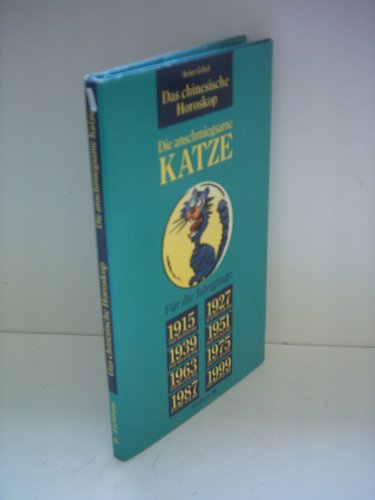 Das chinesische
Horoskop
Die anschmiegsame
KATZE
Für die Jahrgänge
1915 1927
1939 1951
1963 1975
1987 1999
Das chinesische Horoskop
Die anschmiegsame Katze